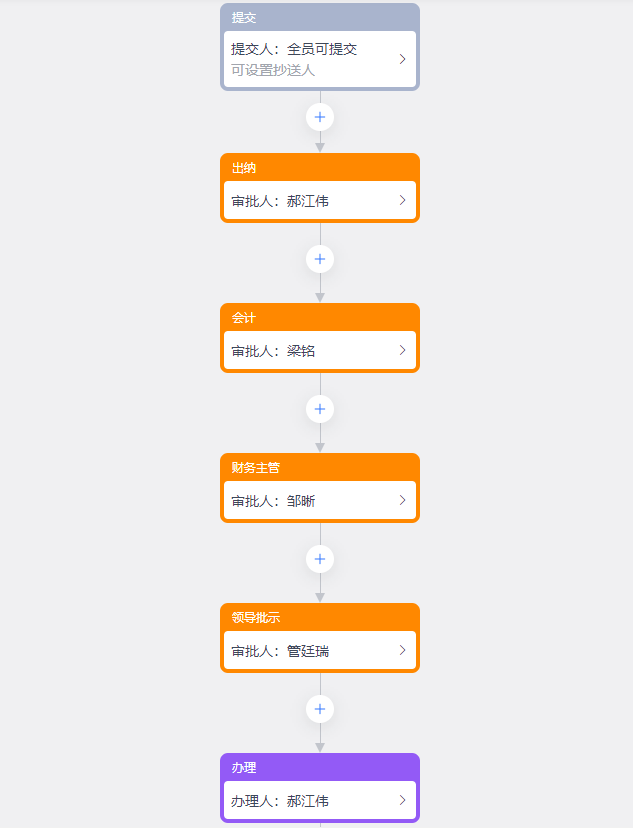 提交
提交人：全员可提交
可设置抄送人
出纳
审批人：郝江伟
会计
审批人：梁铭
财务主管
审批人：邹晰
领导批示
审批人：管廷瑞
办理
办理人：郝江伟